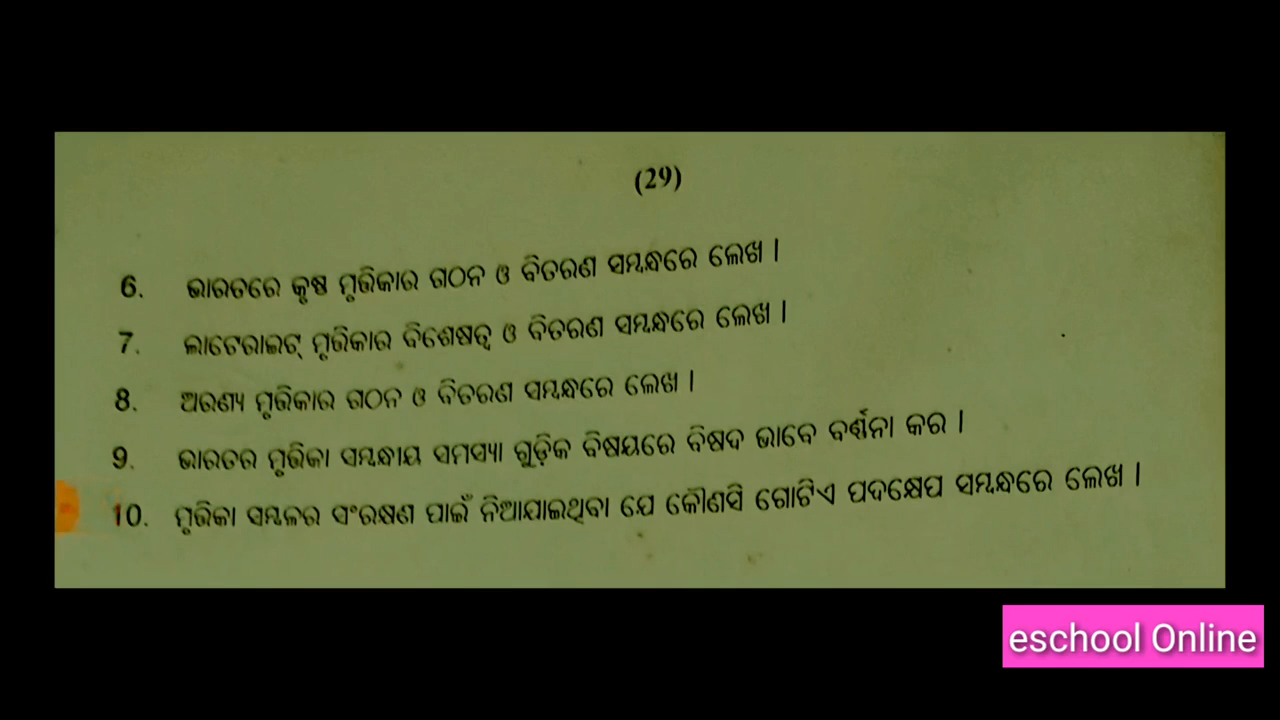 (29)
6. ଭାରତରେ କୃଷ୍ଣ ମୃତ୍ତିକାର ଗଠନ ଓ ବିତରଣ ସମ୍ବନ୍ଧରେ ଲେଖ ।
7. ଲାଟେରାଇଟ୍ ମୃତ୍ତିକାର ବିଶେଷତ୍ୱ ଓ ବିତରଣ ସମ୍ବନ୍ଧରେ ଲେଖ ।
8. ଅରଣ୍ୟ ମୃତ୍ତିକାର ଗଠନ ଓ ବିତରଣ ସମ୍ବନ୍ଧରେ ଲେଖ ।
9. ଭାରତର ମୃତ୍ତିକା ସମ୍ବନ୍ଧୀୟ ସମସ୍ୟା ଗୁଡ଼ିକ ବିଷୟରେ ବିଷଦ ଭାବେ ବର୍ଣ୍ଣନା କର ।
10. ମୃତ୍ତିକା ସମ୍ବଳର ସଂରକ୍ଷଣ ପାଇଁ ନିଆଯାଇଥିବା ଯେ କୌଣସି ଗୋଟିଏ ପଦକ୍ଷେପ ସମ୍ବନ୍ଧରେ ଲେଖ ।
eschool Online